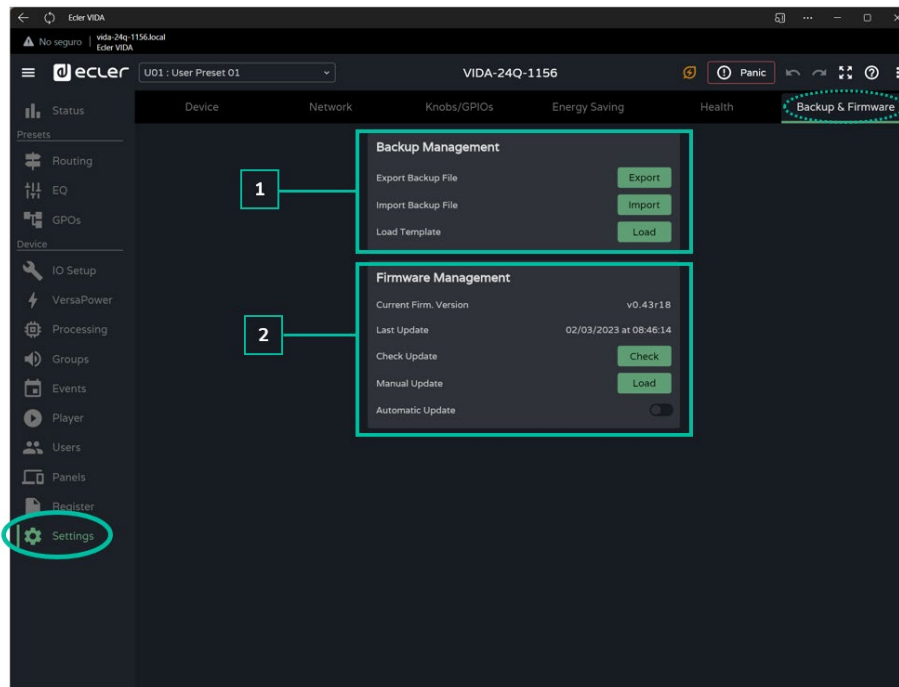 Ecler VIDA
No seguro
vida-24q-1156.local
Ecler VIDA
ecler
U01 : User Preset 01
VIDA-24Q-1156
Panic
Device
Network
Knobs/GPIOs
Energy Saving
Health
Backup & Firmware
Status
Presets
Routing
EQ
GPOs
Device
IO Setup
VersaPower
Processing
Groups
Events
Player
Users
Panels
Register
Settings
1
Backup Management
Export Backup File Export
Import Backup File Import
Load Template Load
2
Firmware Management
Current Firm. Version v0.43r18
Last Update 02/03/2023 at 08:46:14
Check Update Check
Manual Update Load
Automatic Update